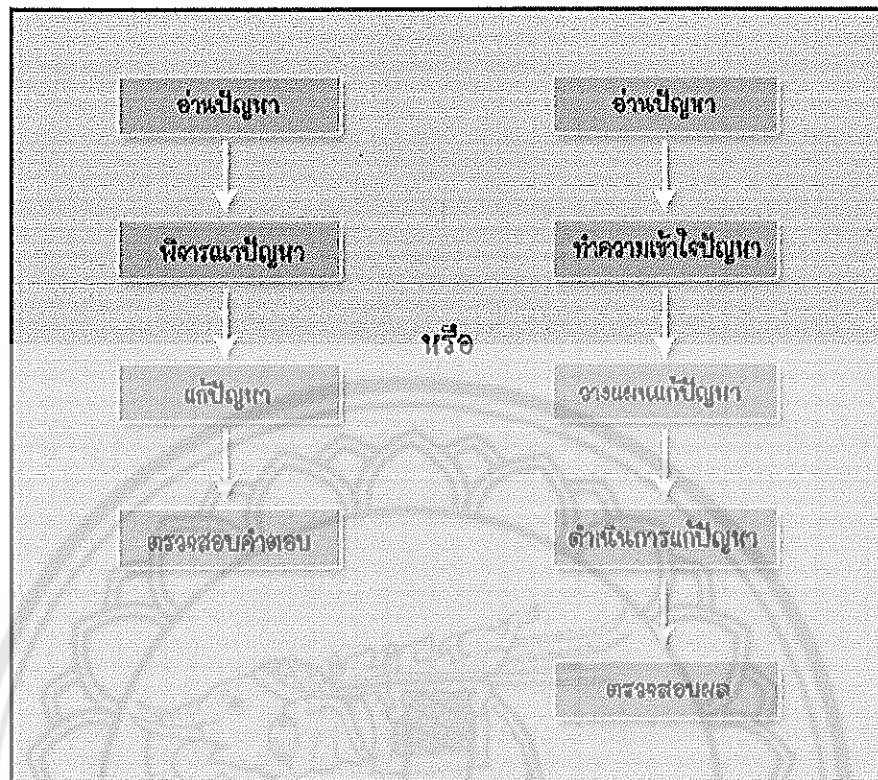 อ่านปัญหา
พิจารณาปัญหา
แก้ปัญหา
ตรวจสอบคำตอบ
หรือ
อ่านปัญหา
ทำความเข้าใจปัญหา
วางแผนแก้ปัญหา
ดำเนินการแก้ปัญหา
ตรวจสอบผล